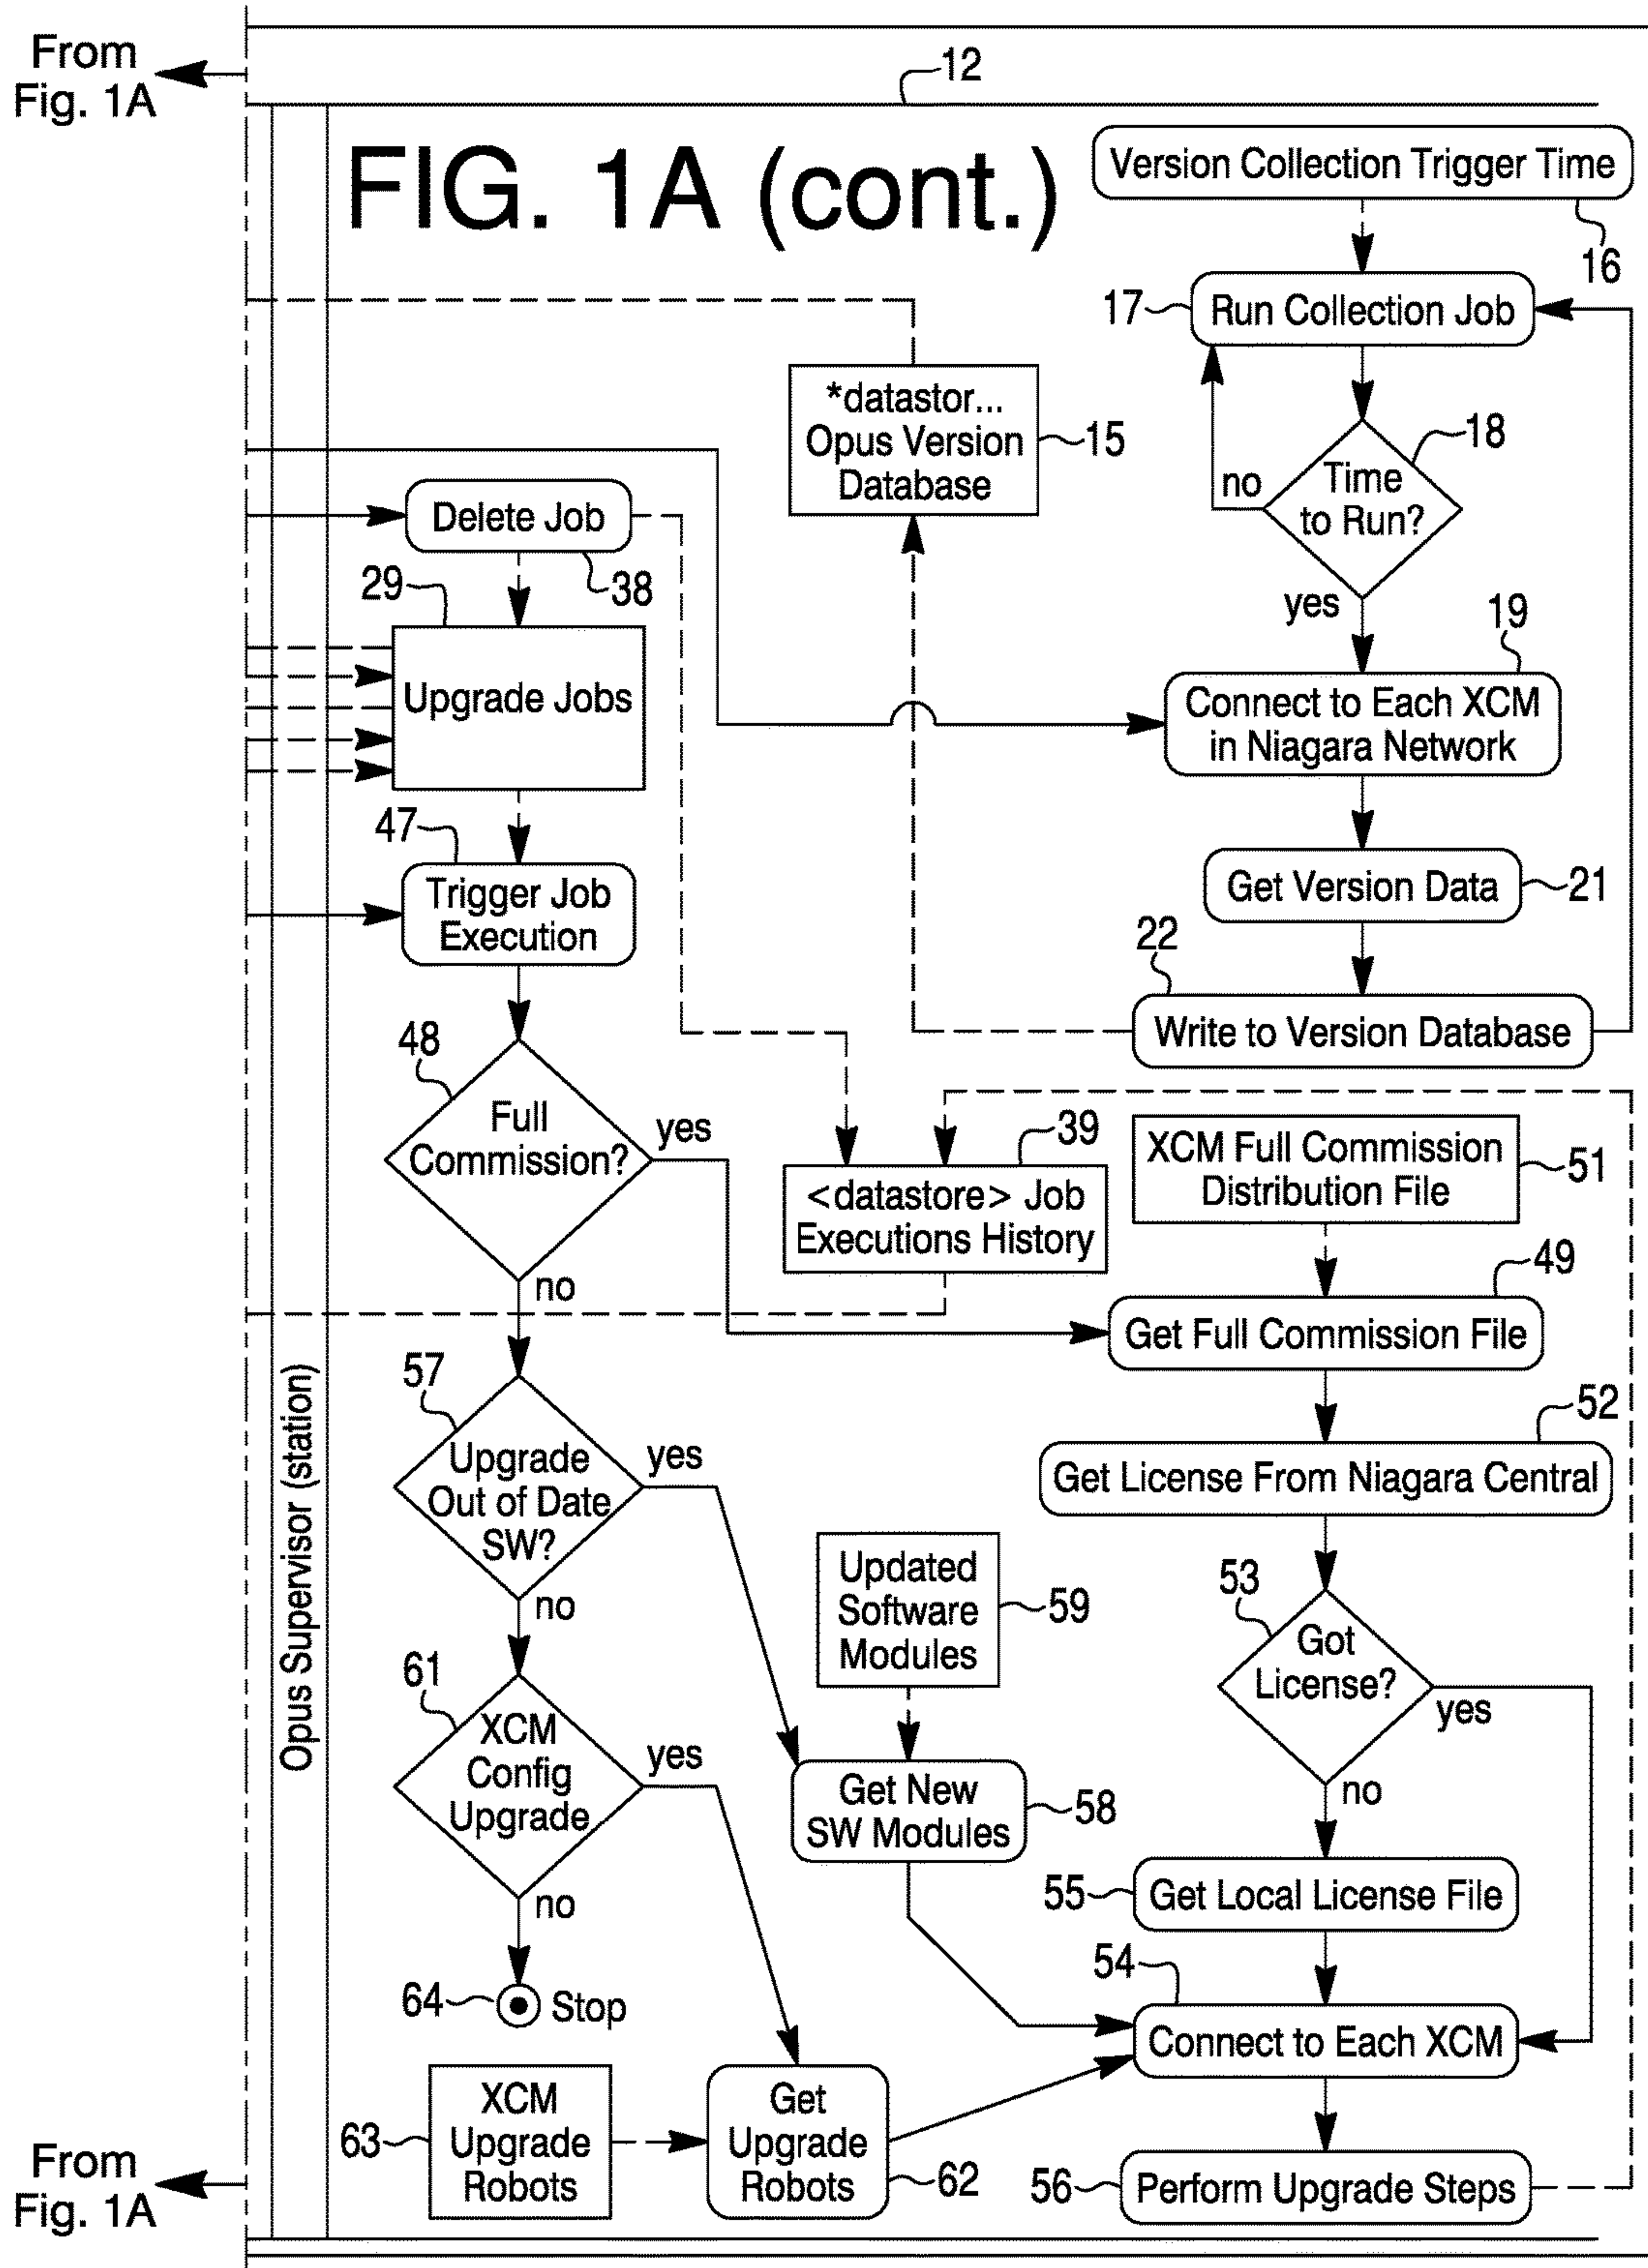 From
Fig. 1A
12
FIG. 1A (cont.)
Version Collection Trigger Time
16
17
Run Collection Job
*datastor...
Opus Version
Database
15
18
Time
to Run?
no
yes
Delete Job
38
29
Upgrade Jobs
19
Connect to Each XCM
in Niagara Network
47
Trigger Job
Execution
Get Version Data
21
22
Write to Version Database
48
Full
Commission?
yes
no
39
<datastore> Job
Executions History
XCM Full Commission
Distribution File
51
49
Get Full Commission File
57
Upgrade
Out of Date
SW?
yes
no
52
Get License From Niagara Central
Opus Supervisor (station)
Updated
Software
Modules
59
53
Got
License?
yes
no
61
XCM
Config
Upgrade
yes
no
Get New
SW Modules
58
55
Get Local License File
64
Stop
54
Connect to Each XCM
63
XCM
Upgrade
Robots
Get
Upgrade
Robots
62
56
Perform Upgrade Steps
From
Fig. 1A